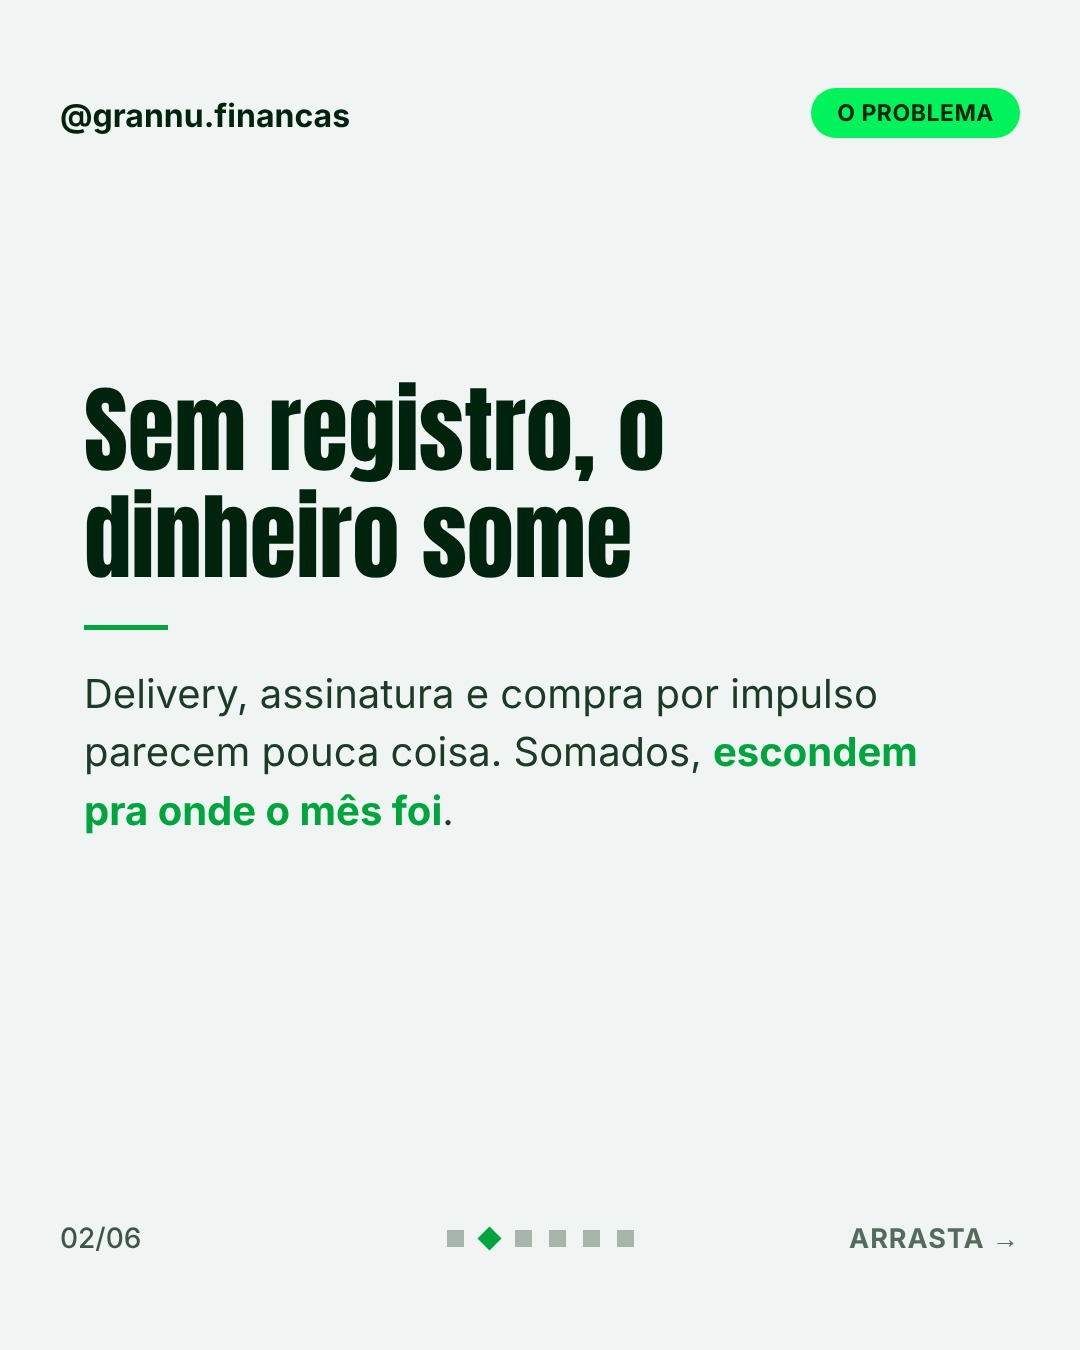 @grannu.financas
O PROBLEMA
Sem registro, o
dinheiro some
Delivery, assinatura e compra por impulso
parecem pouca coisa. Somados, escondem
pra onde o mês foi.
02/06
ARRASTA →